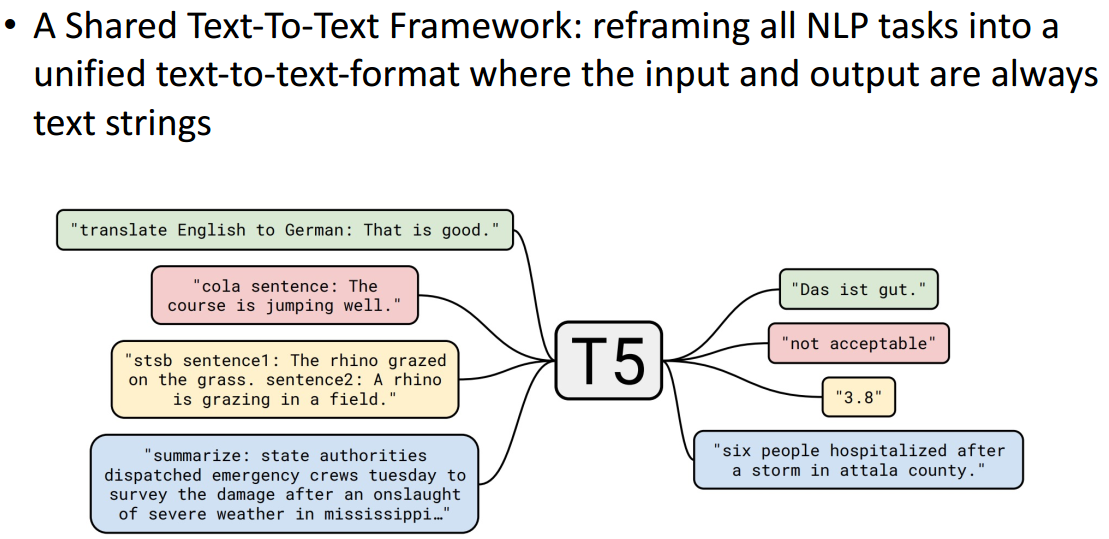 • A Shared Text-To-Text Framework: reframing all NLP tasks into a
unified text-to-text-format where the input and output are always
text strings
"translate English to German: That is good."
"cola sentence: The
course is jumping well."
"stsb sentence1: The rhino grazed
on the grass. sentence2: A rhino
is grazing in a field."
"summarize: state authorities
dispatched emergency crews tuesday to
survey the damage after an onslaught
of severe weather in mississippi…"
T5
"Das ist gut."
"not acceptable"
"3.8"
"six people hospitalized after
a storm in attala county."